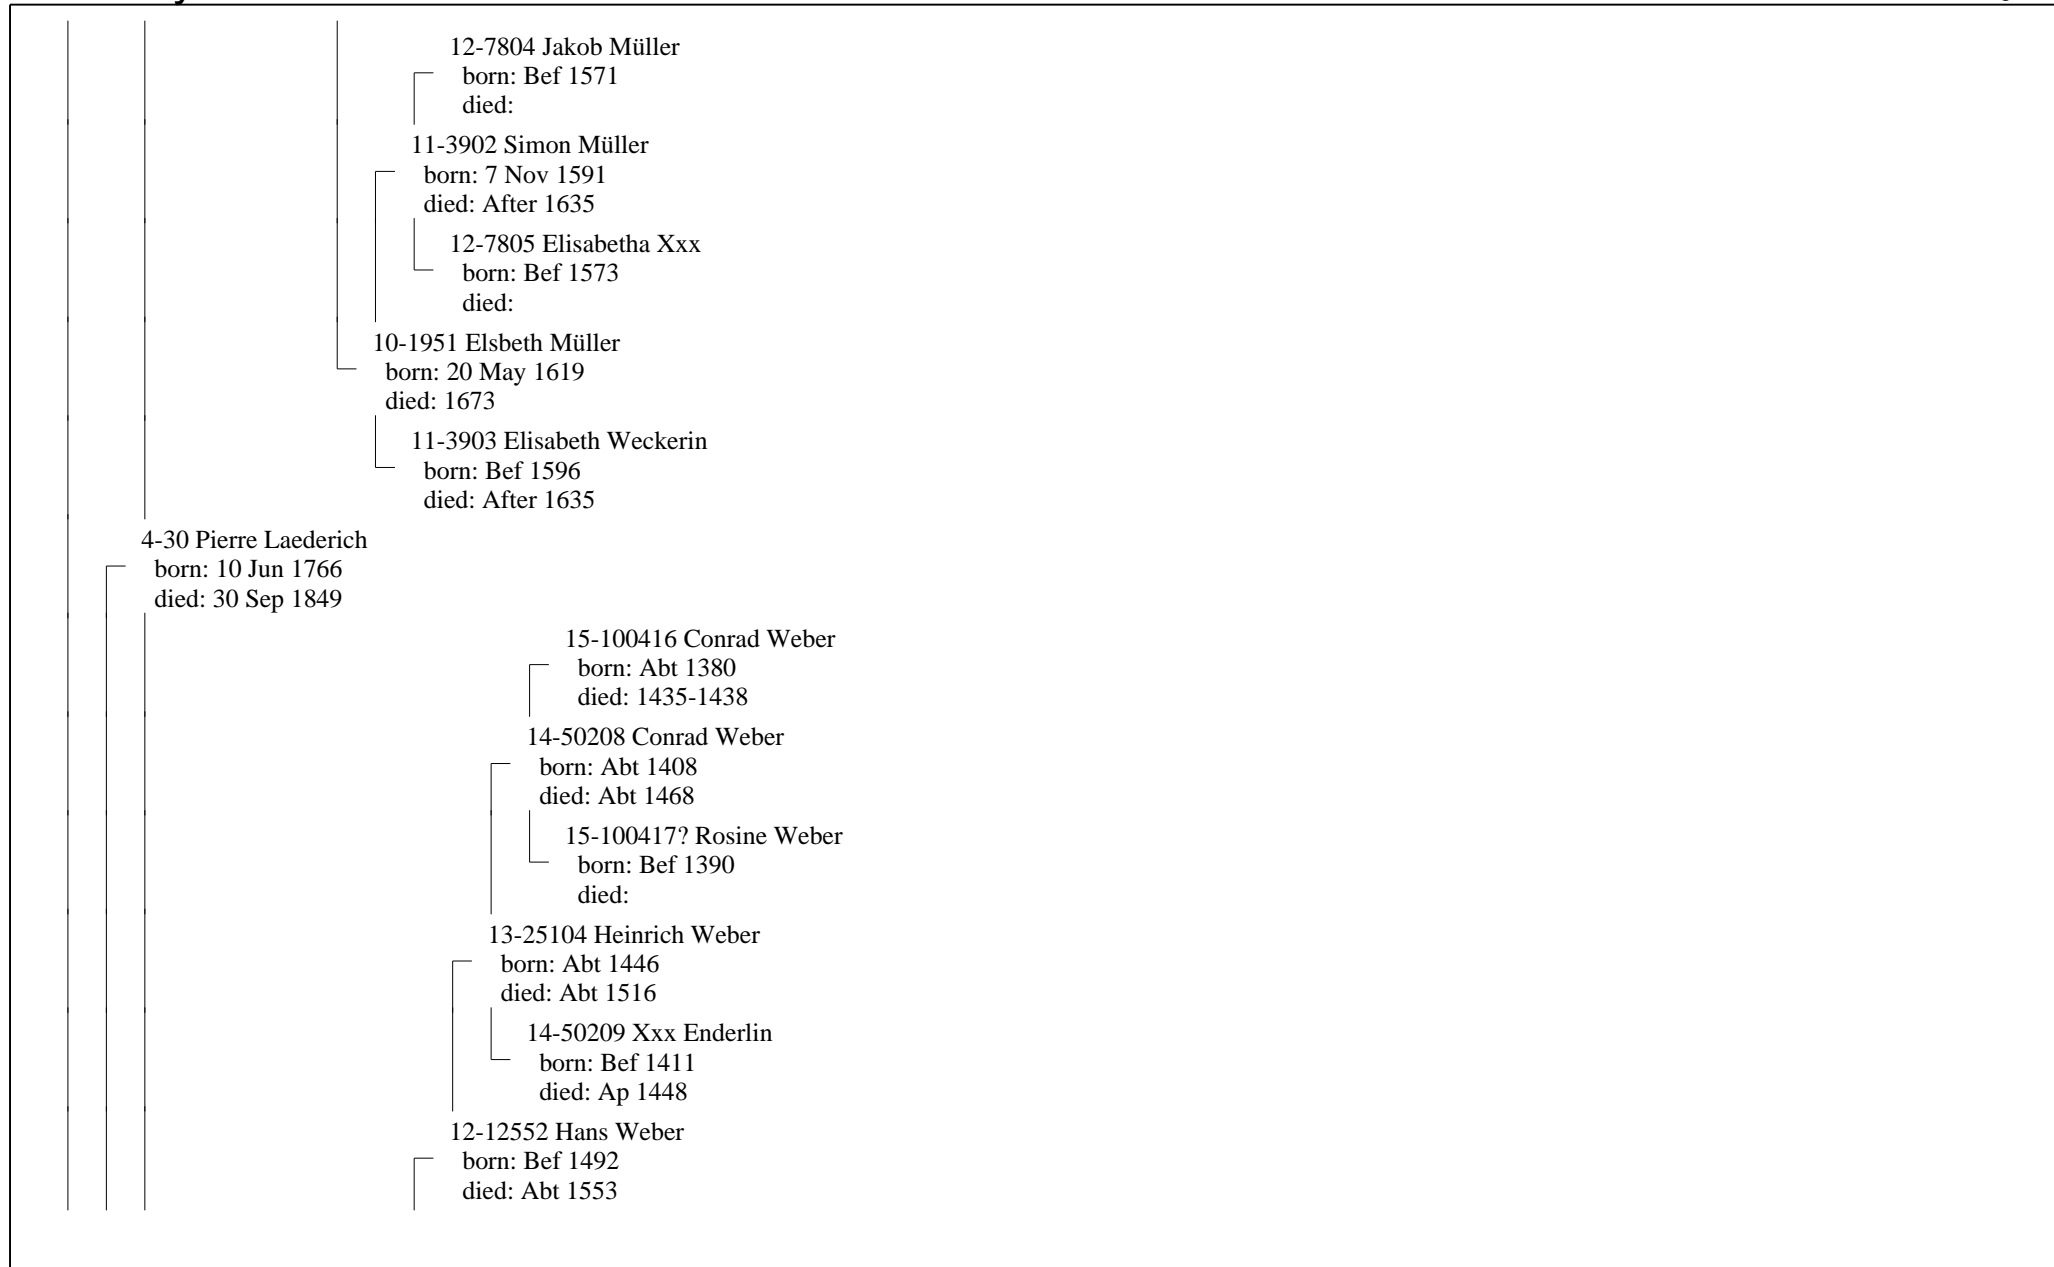 12-7804 Jakob Müller
born: Bef 1571
died:
11-3902 Simon Müller
born: 7 Nov 1591
died: After 1635
12-7805 Elisabetha Xxx
born: Bef 1573
died:
10-1951 Elsbeth Müller
born: 20 May 1619
died: 1673
11-3903 Elisabeth Weckerin
born: Bef 1596
died: After 1635
4-30 Pierre Laederich
born: 10 Jun 1766
died: 30 Sep 1849
15-100416 Conrad Weber
born: Abt 1380
died: 1435-1438
14-50208 Conrad Weber
born: Abt 1408
died: Abt 1468
15-100417? Rosine Weber
born: Bef 1390
died:
13-25104 Heinrich Weber
born: Abt 1446
died: Abt 1516
14-50209 Xxx Enderlin
born: Bef 1411
died: Ap 1448
12-12552 Hans Weber
born: Bef 1492
died: Abt 1553